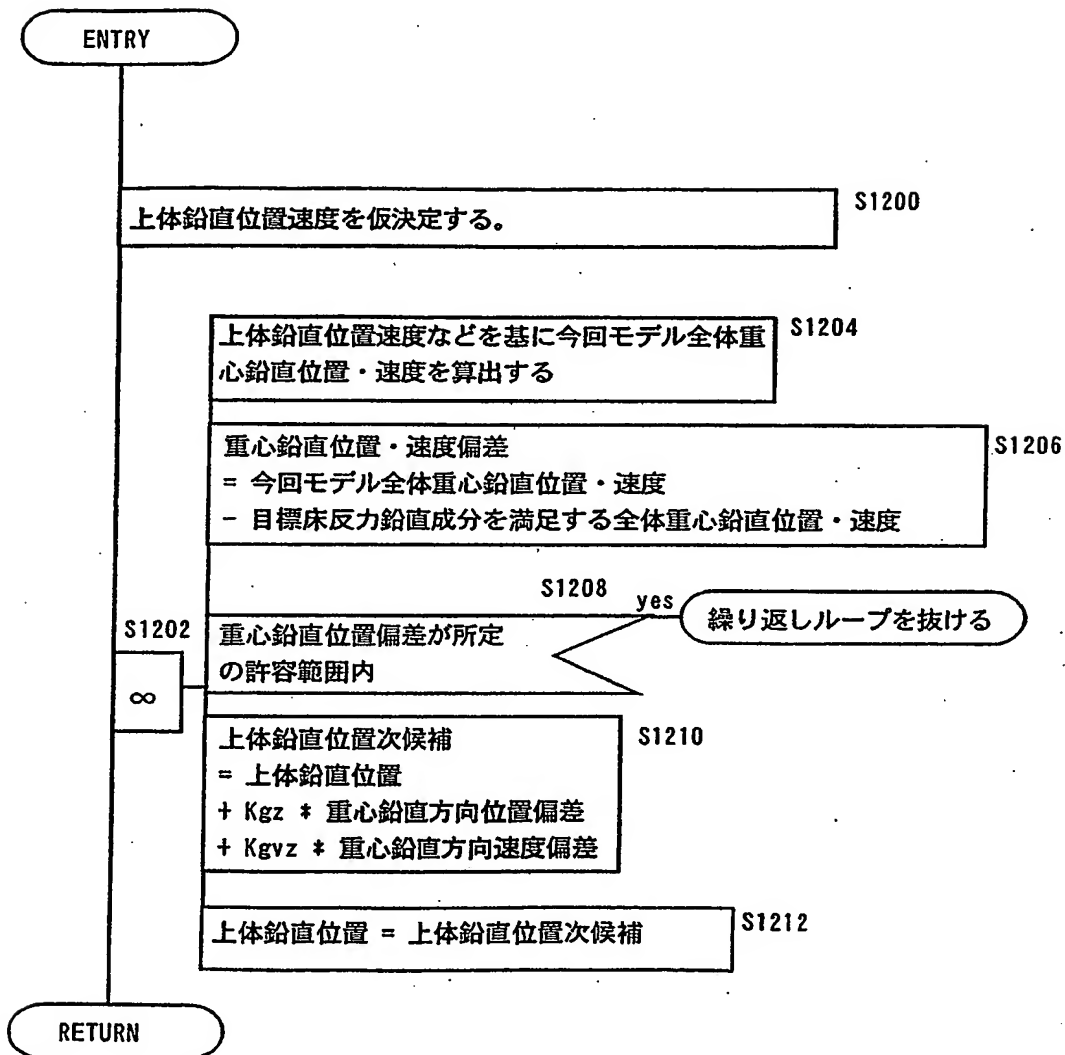 ENTRY
上体鉛直位置速度を仮決定する。
S1200
上体鉛直位置速度などを基に今回モデル全体重
心鉛直位置・速度を算出する
S1204
重心鉛直位置・速度偏差
= 今回モデル全体重心鉛直位置・速度
- 目標床反力鉛直成分を満足する全体重心鉛直位置・速度
S1206
S1208
yes
繰り返しループを抜ける
S1202
∞
重心鉛直位置偏差が所定
の許容範囲内
上体鉛直位置次候補
= 上体鉛直位置
+ Kgz * 重心鉛直方向位置偏差
+ Kgvz * 重心鉛直方向速度偏差
S1210
上体鉛直位置 = 上体鉛直位置次候補
S1212
RETURN